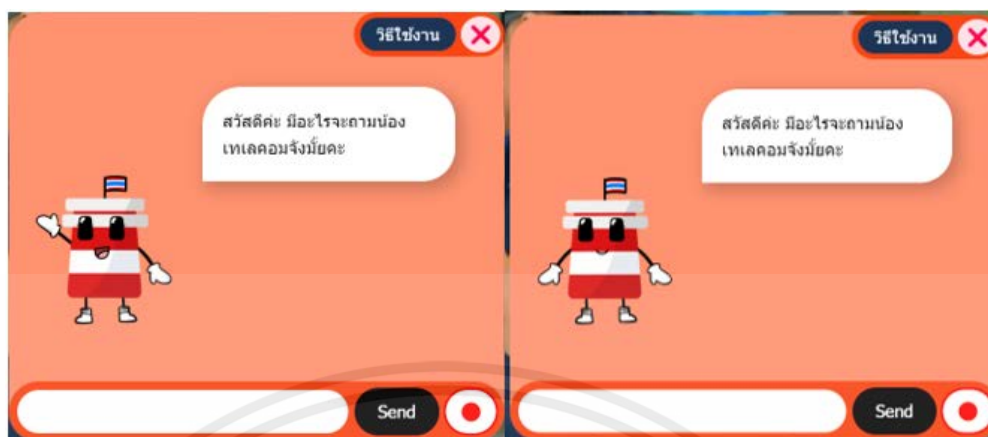 วิธีใช้งาน
สวัสดีค่ะ มีอะไรจะถามน้อง
เทเลคอมจังมั้ยคะ
Send
วิธีใช้งาน
สวัสดีค่ะ มีอะไรจะถามน้อง
เทเลคอมจังมั้ยคะ
Send